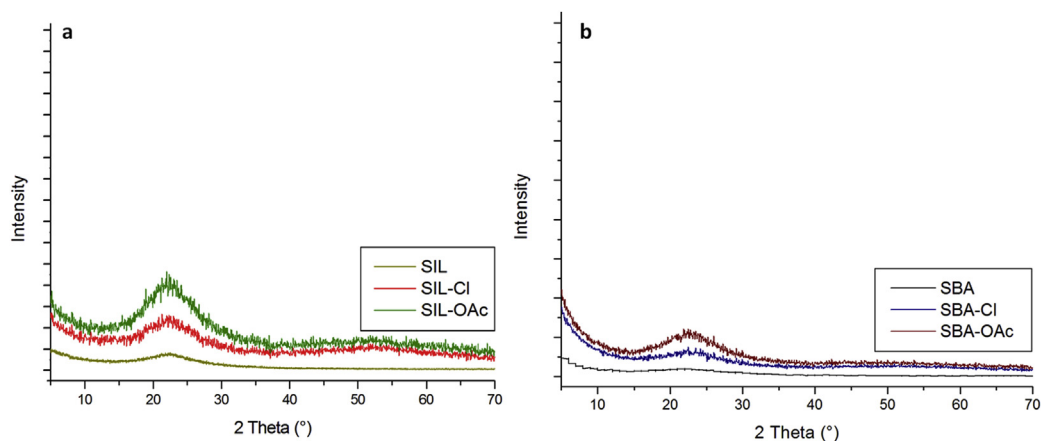 a
Intensity
SIL
SIL-Cl
SIL-OAc
10 20 30 40 50 60 70
2 Theta (°)
b
Intensity
SBA
SBA-Cl
SBA-OAc
10 20 30 40 50 60 70
2 Theta (°)